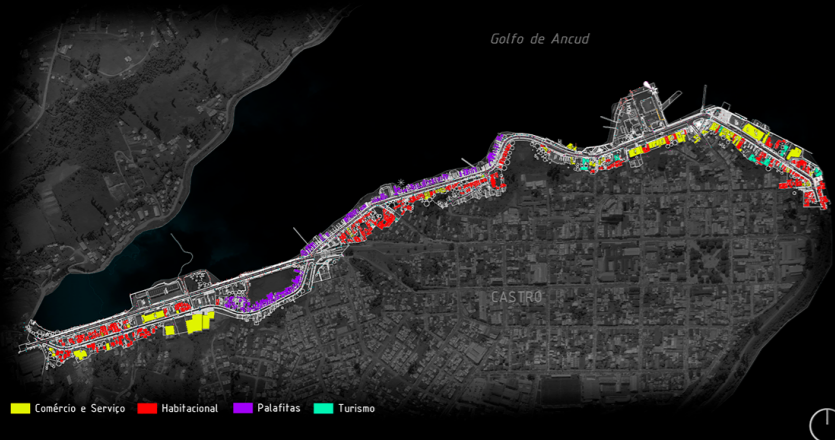 Golfo de Ancud
CASTRO
Comércio e Serviço
Habitacional
Palafitas
Turismo